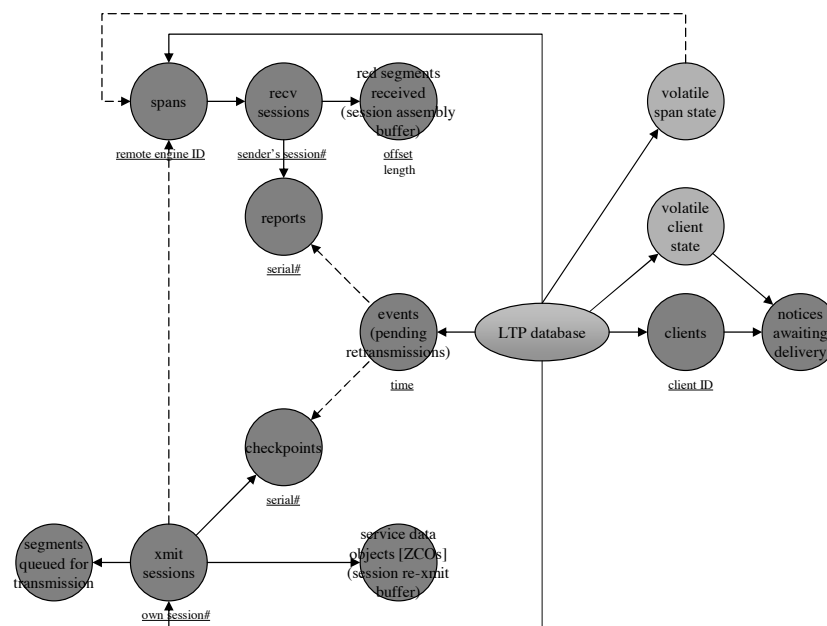 spans
remote engine ID
recv
sessions
sender's session#
red segments
received
(session assembly
buffer)
offset
length
volatile
span state
reports
serial#
volatile
client
state
events
(pending
retransmissions)
time
LTP database
clients
client ID
notices
awaiting
delivery
checkpoints
serial#
segments
queued for
transmission
xmit
sessions
own session#
service data
objects [ZCOs]
(session re-xmit
buffer)